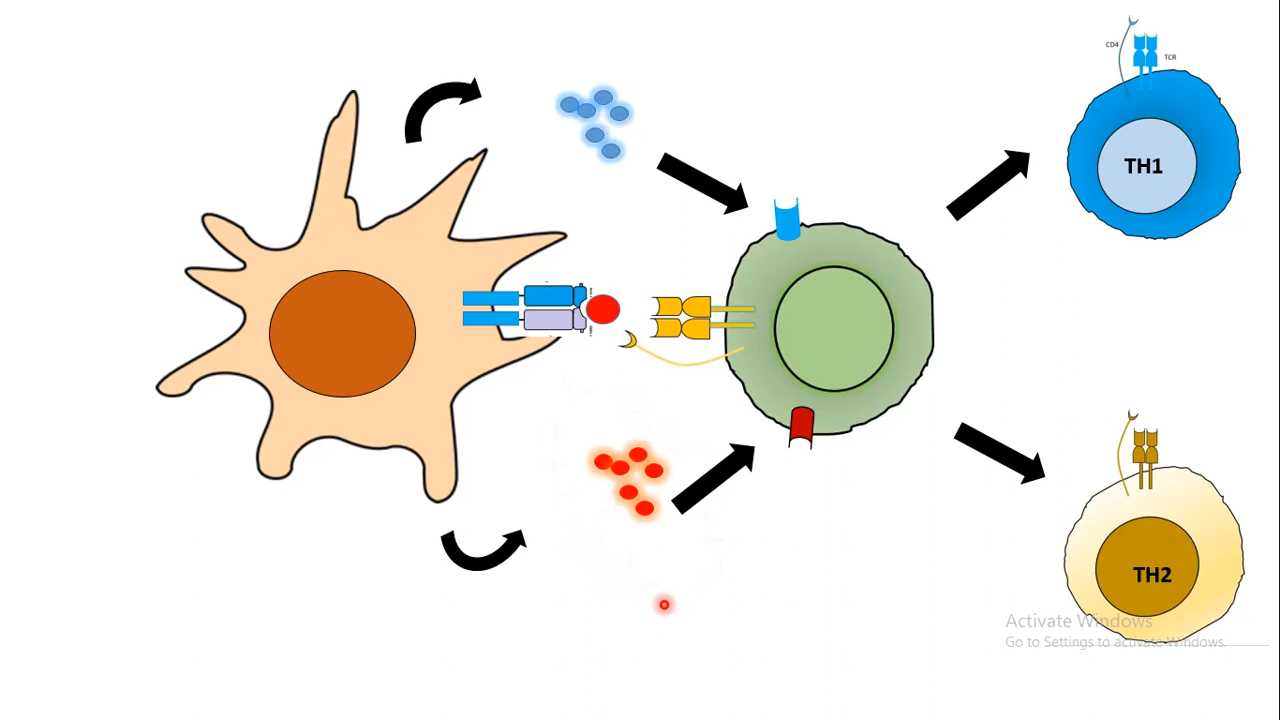 CD4
TCR
TH1
TH2
Activate Windows
Go to Settings to activate Windows.